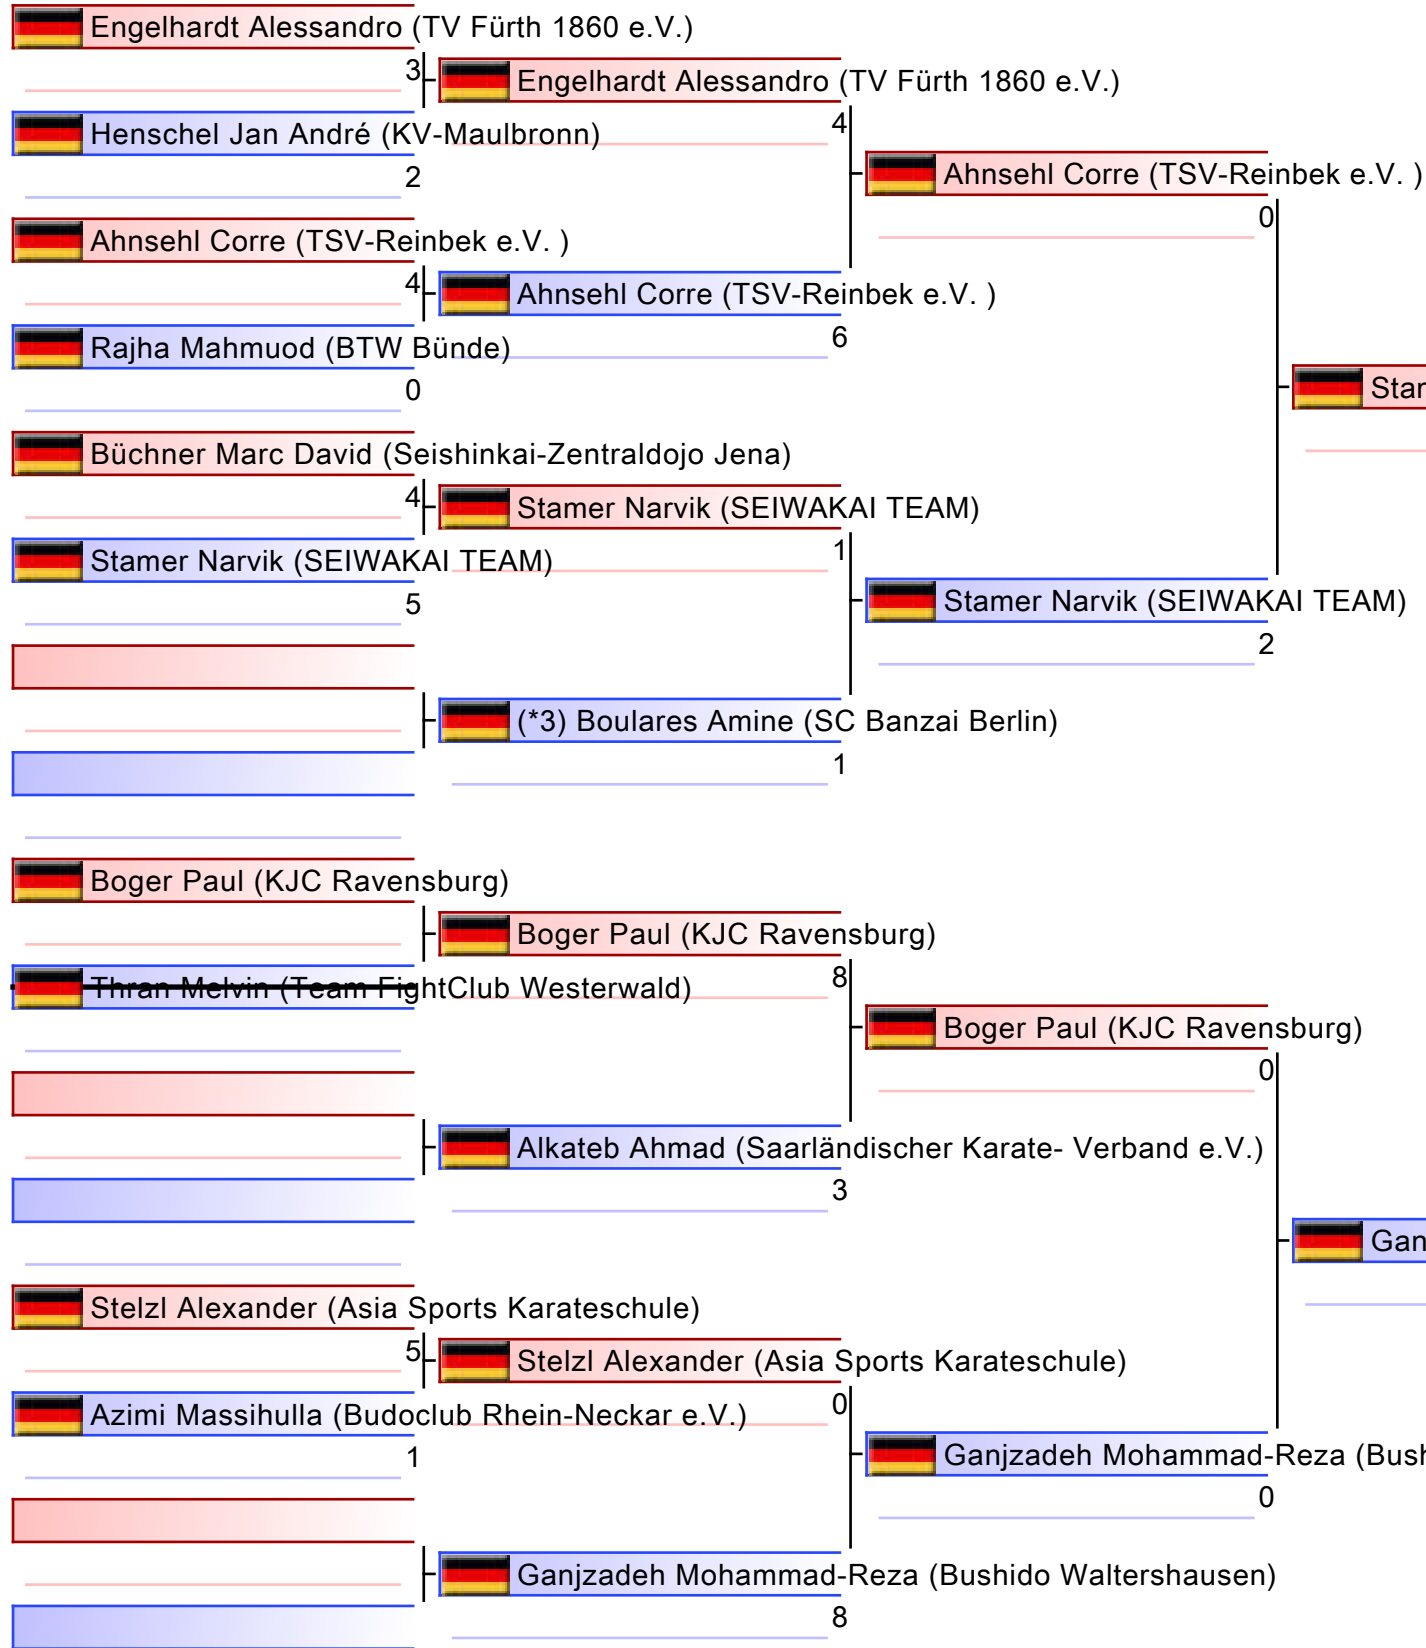 Engelhardt Alessandro (TV Fürth 1860 e.V.)
3
Engelhardt Alessandro (TV Fürth 1860 e.V.)
4
Henschel Jan André (KV-Maulbronn)
2
Ahnsehl Corre (TSV-Reinbek e.V. )
0
Ahnsehl Corre (TSV-Reinbek e.V. )
4
Ahnsehl Corre (TSV-Reinbek e.V. )
6
Rajha Mahmuod (BTW Bünde)
0
Star
Büchner Marc David (Seishinkai-Zentraldojo Jena)
4
Stamer Narvik (SEIWAKAI TEAM)
1
Stamer Narvik (SEIWAKAI TEAM)
5
Stamer Narvik (SEIWAKAI TEAM)
2
(*3) Boulares Amine (SC Banzai Berlin)
1
Boger Paul (KJC Ravensburg)
Boger Paul (KJC Ravensburg)
8
Thran Melvin (Team FightClub Westerwald)
Boger Paul (KJC Ravensburg)
0
Alkateb Ahmad (Saarländischer Karate- Verband e.V.)
3
Gan
Stelzl Alexander (Asia Sports Karateschule)
5
Stelzl Alexander (Asia Sports Karateschule)
0
Azimi Massihulla (Budoclub Rhein-Neckar e.V.)
1
Ganjzadeh Mohammad-Reza (Bush
0
Ganjzadeh Mohammad-Reza (Bushido Waltershausen)
8